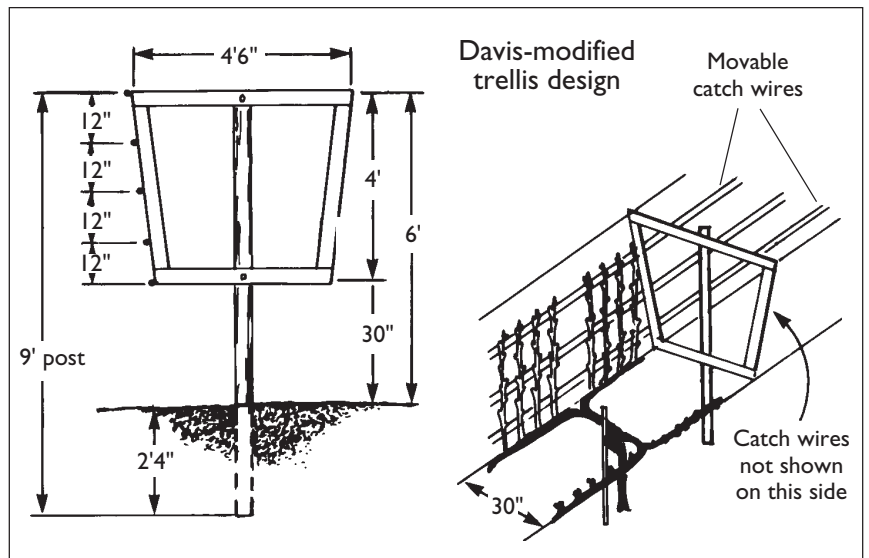 4'6"
12"
12"
12"
12"
4'
6'
30"
9' post
2'4"
Davis-modified
trellis design
Movable
catch wires
30"
Catch wires
not shown
on this side